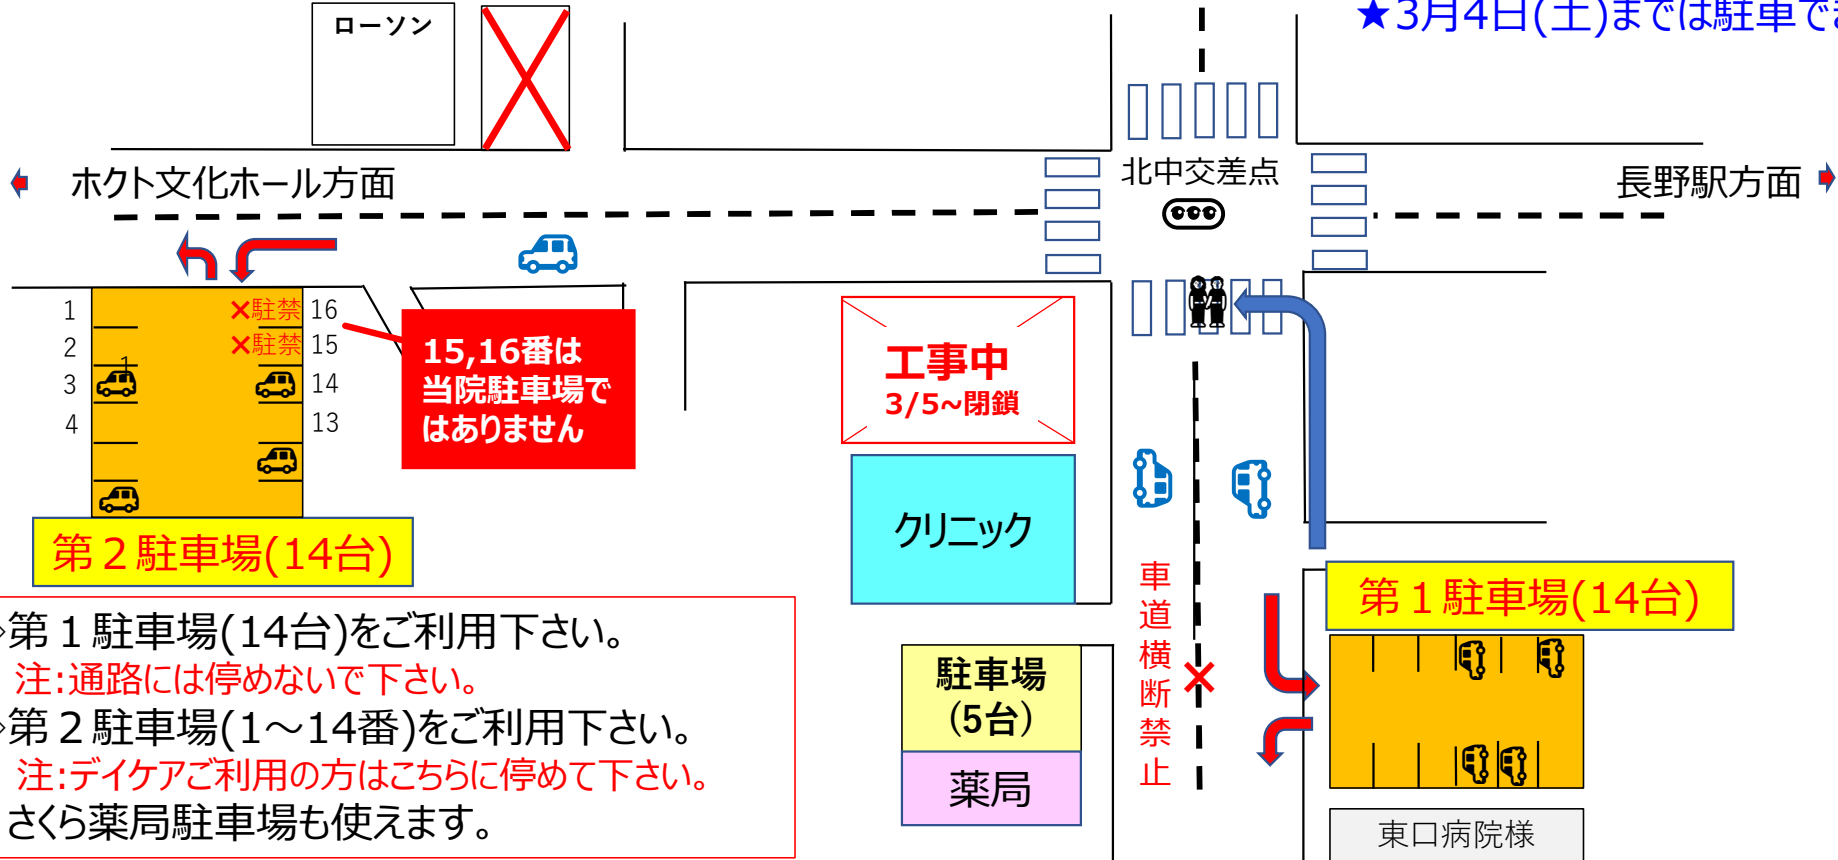 ★3月4日(土)までは駐車でき
ローソン
北中交差点
ホクト文化ホール方面
長野駅方面
1
2
3
4
1
×駐禁
×駐禁
16
15
14
13
15,16番は
当院駐車場で
はありません
工事中
3/5~閉鎖
クリニック
第2駐車場(14台)
車道横断禁止
第1駐車場(14台)
第1駐車場(14台)をご利用下さい。
注:通路には停めないで下さい。
第2駐車場(1～14番)をご利用下さい。
注:デイケアご利用の方はこちらに停めて下さい。
さくら薬局駐車場も使えます。
駐車場
(5台)
薬局
東口病院様